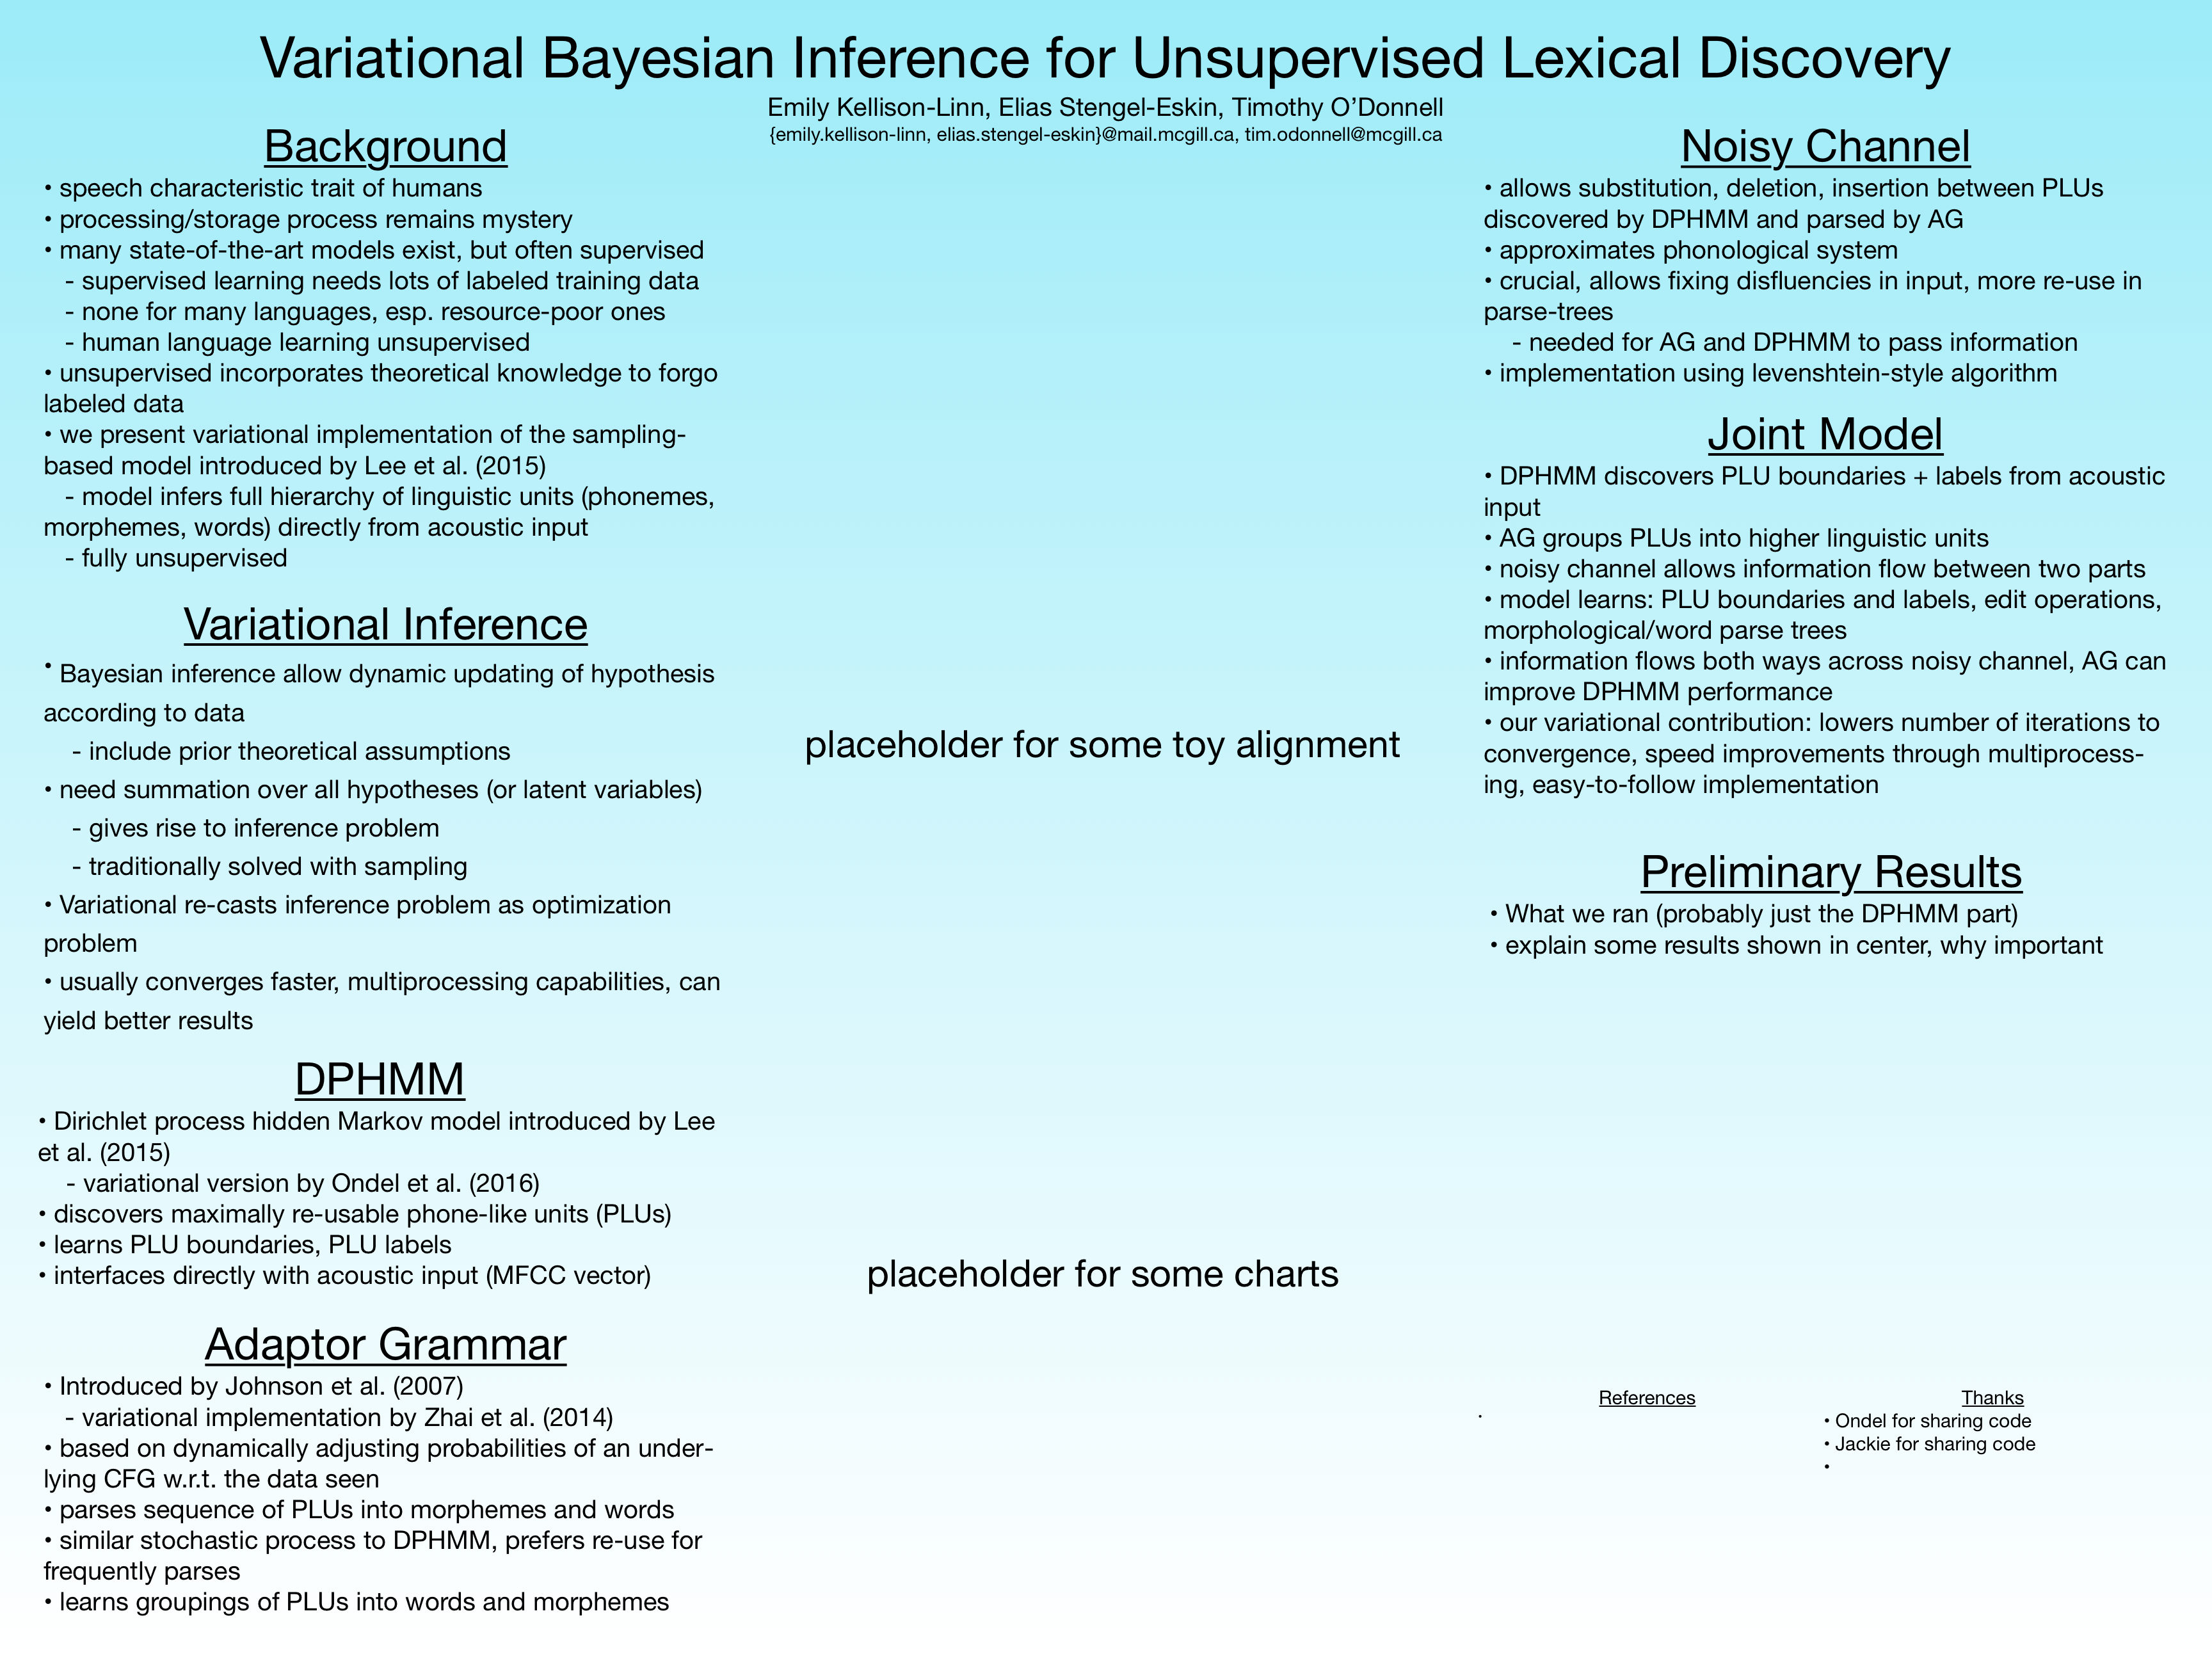 Variational Bayesian Inference for Unsupervised Lexical Discovery
Emily Kellison-Linn, Elias Stengel-Eskin, Timothy O’Donnell
{emily.kellison-linn, elias.stengel-eskin}@mail.mcgill.ca, tim.odonnell@mcgill.ca
Background
• speech characteristic trait of humans
• processing/storage process remains mystery
• many state-of-the-art models exist, but often supervised
- supervised learning needs lots of labeled training data
- none for many languages, esp. resource-poor ones
- human language learning unsupervised
• unsupervised incorporates theoretical knowledge to forgo
labeled data
• we present variational implementation of the sampling-
based model introduced by Lee et al. (2015)
- model infers full hierarchy of linguistic units (phonemes,
morphemes, words) directly from acoustic input
- fully unsupervised
Variational Inference
• Bayesian inference allow dynamic updating of hypothesis
according to data
- include prior theoretical assumptions
• need summation over all hypotheses (or latent variables)
- gives rise to inference problem
- traditionally solved with sampling
• Variational re-casts inference problem as optimization
problem
• usually converges faster, multiprocessing capabilities, can
yield better results
DPHMM
• Dirichlet process hidden Markov model introduced by Lee
et al. (2015)
- variational version by Ondel et al. (2016)
• discovers maximally re-usable phone-like units (PLUs)
• learns PLU boundaries, PLU labels
• interfaces directly with acoustic input (MFCC vector)
Adaptor Grammar
• Introduced by Johnson et al. (2007)
- variational implementation by Zhai et al. (2014)
• based on dynamically adjusting probabilities of an under-
lying CFG w.r.t. the data seen
• parses sequence of PLUs into morphemes and words
• similar stochastic process to DPHMM, prefers re-use for
frequently parses
• learns groupings of PLUs into words and morphemes
placeholder for some toy alignment
placeholder for some charts
Noisy Channel
• allows substitution, deletion, insertion between PLUs
discovered by DPHMM and parsed by AG
• approximates phonological system
• crucial, allows fixing disfluencies in input, more re-use in
parse-trees
- needed for AG and DPHMM to pass information
• implementation using levenshtein-style algorithm
Joint Model
• DPHMM discovers PLU boundaries + labels from acoustic
input
• AG groups PLUs into higher linguistic units
• noisy channel allows information flow between two parts
• model learns: PLU boundaries and labels, edit operations,
morphological/word parse trees
• information flows both ways across noisy channel, AG can
improve DPHMM performance
• our variational contribution: lowers number of iterations to
convergence, speed improvements through multiprocess-
ing, easy-to-follow implementation
Preliminary Results
• What we ran (probably just the DPHMM part)
• explain some results shown in center, why important
References
•
Thanks
• Ondel for sharing code
• Jackie for sharing code
•